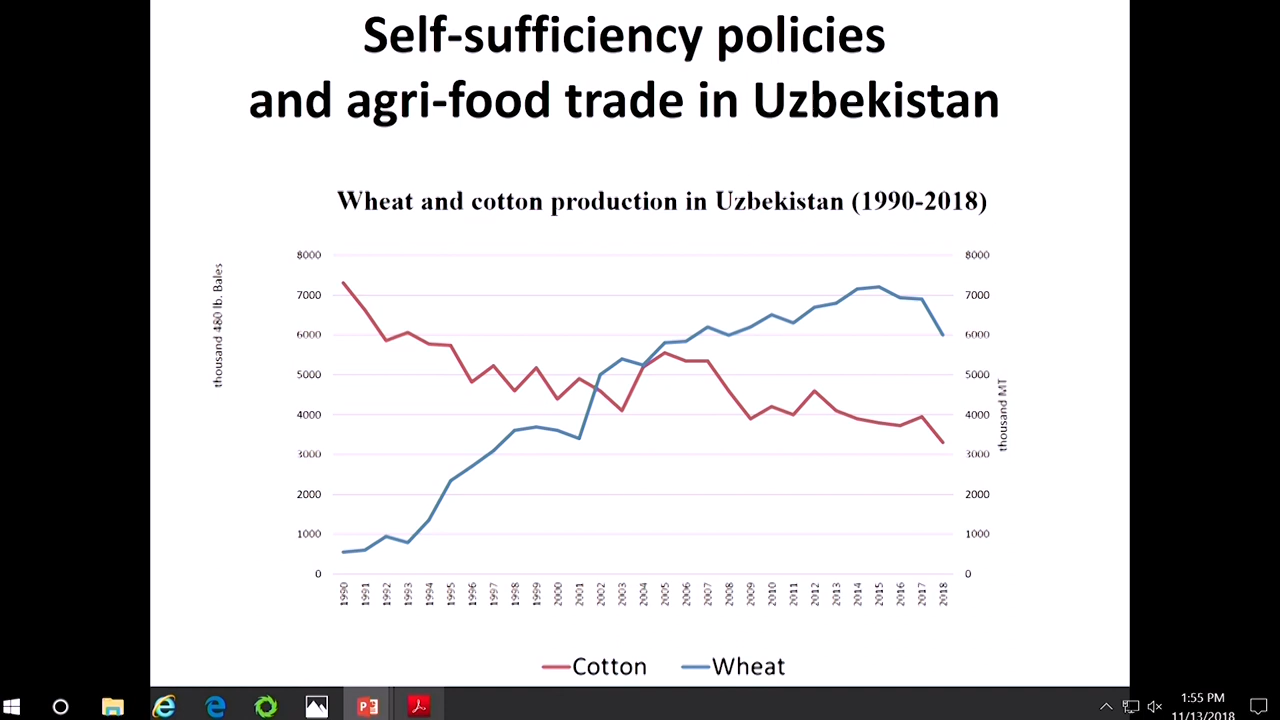 Self-sufficiency policies
and agri-food trade in Uzbekistan
Wheat and cotton production in Uzbekistan (1990-2018)
thousand 480 lb. Bales
8000
7000
6000
5000
4000
3000
2000
1000
0
8000
7000
6000
5000
4000
3000
2000
1000
0
thousand MT
1990 1991 1992 1993 1994 1995 1996 1997 1998 1999 2000 2001 2002 2003 2004 2005 2006 2007 2008 2009 2010 2011 2012 2013 2014 2015 2016 2017 2018
Cotton Wheat
1:55 PM
11/13/2018